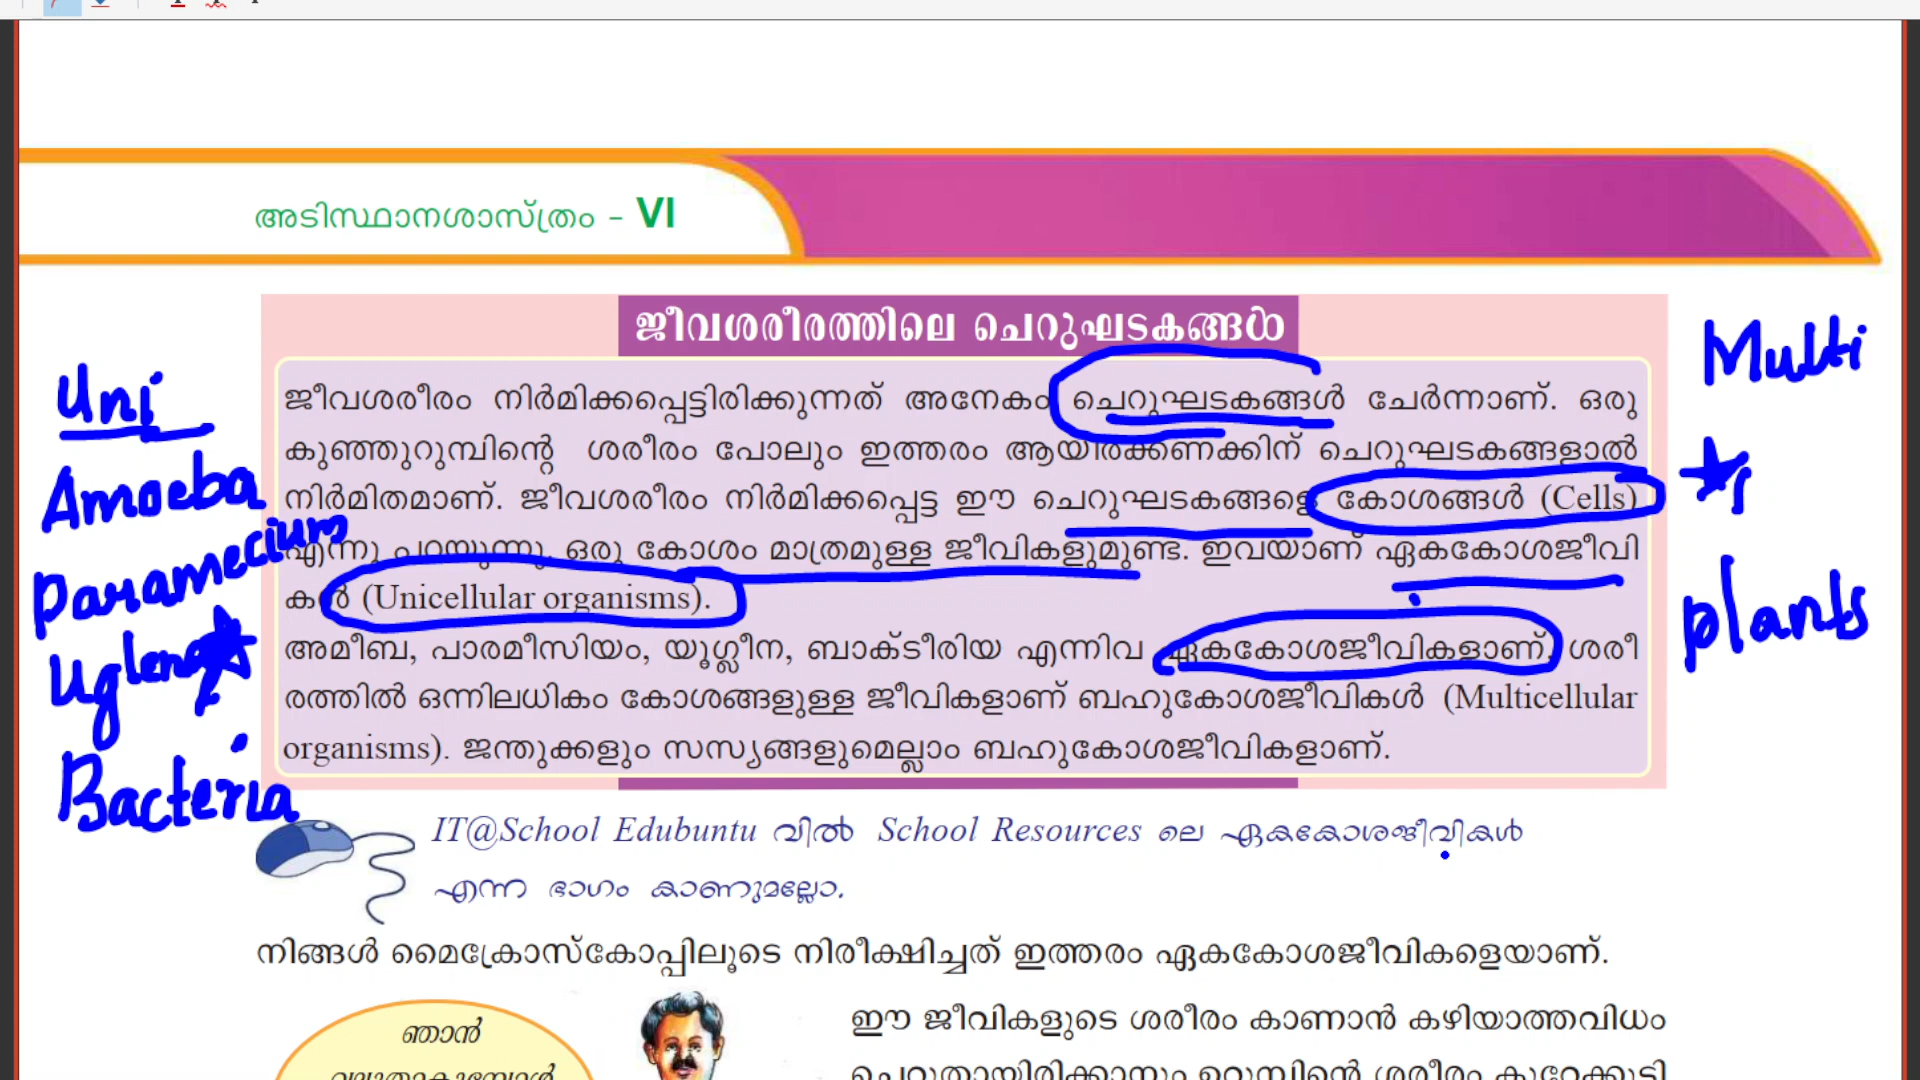 അടിസ്ഥാനശാസ്ത്രം - VI
ജീവശരീരത്തിലെ ചെറുഘടകങ്ങൾ
ജീവശരീരം നിർമിക്കപ്പെട്ടിരിക്കുന്നത് അനേകം ചെറുഘടകങ്ങൾ ചേർന്നാണ്. ഒരു
കുഞ്ഞുറുമ്പിന്റെ ശരീരം പോലും ഇത്തരം ആയിരക്കണക്കിന് ചെറുഘടകങ്ങളാൽ
നിർമിതമാണ്. ജീവശരീരം നിർമിക്കപ്പെട്ട ഈ ചെറുഘടകങ്ങളെ കോശങ്ങൾ (Cells)
എന്നു പറയുന്നു. ഒരു കോശം മാത്രമുള്ള ജീവികളുമുണ്ട്. ഇവയാണ് ഏകകോശജീവി
കൾ (Unicellular organisms).
അമീബ, പാരമീസിയം, യൂഗ്ലീന, ബാക്ടീരിയ എന്നിവ ഏകകോശജീവികളാണ്. ശരീ
രത്തിൽ ഒന്നിലധികം കോശങ്ങളുള്ള ജീവികളാണ് ബഹുകോശജീവികൾ (Multicellular
organisms). ജന്തുക്കളും സസ്യങ്ങളുമെല്ലാം ബഹുകോശജീവികളാണ്.
Uni
Amoeba
Paramecium
Uglena
Bacteria
Multi
plants
IT@School Edubuntu വിൽ School Resources ലെ ഏകകോശജീവികൾ
എന്ന ഭാഗം കാണുമല്ലോ.
നിങ്ങൾ മൈക്രോസ്കോപ്പിലൂടെ നിരീക്ഷിച്ചത് ഇത്തരം ഏകകോശജീവികളെയാണ്.
ഞാൻ
ഈ ജീവികളുടെ ശരീരം കാണാൻ കഴിയാത്തവിധം